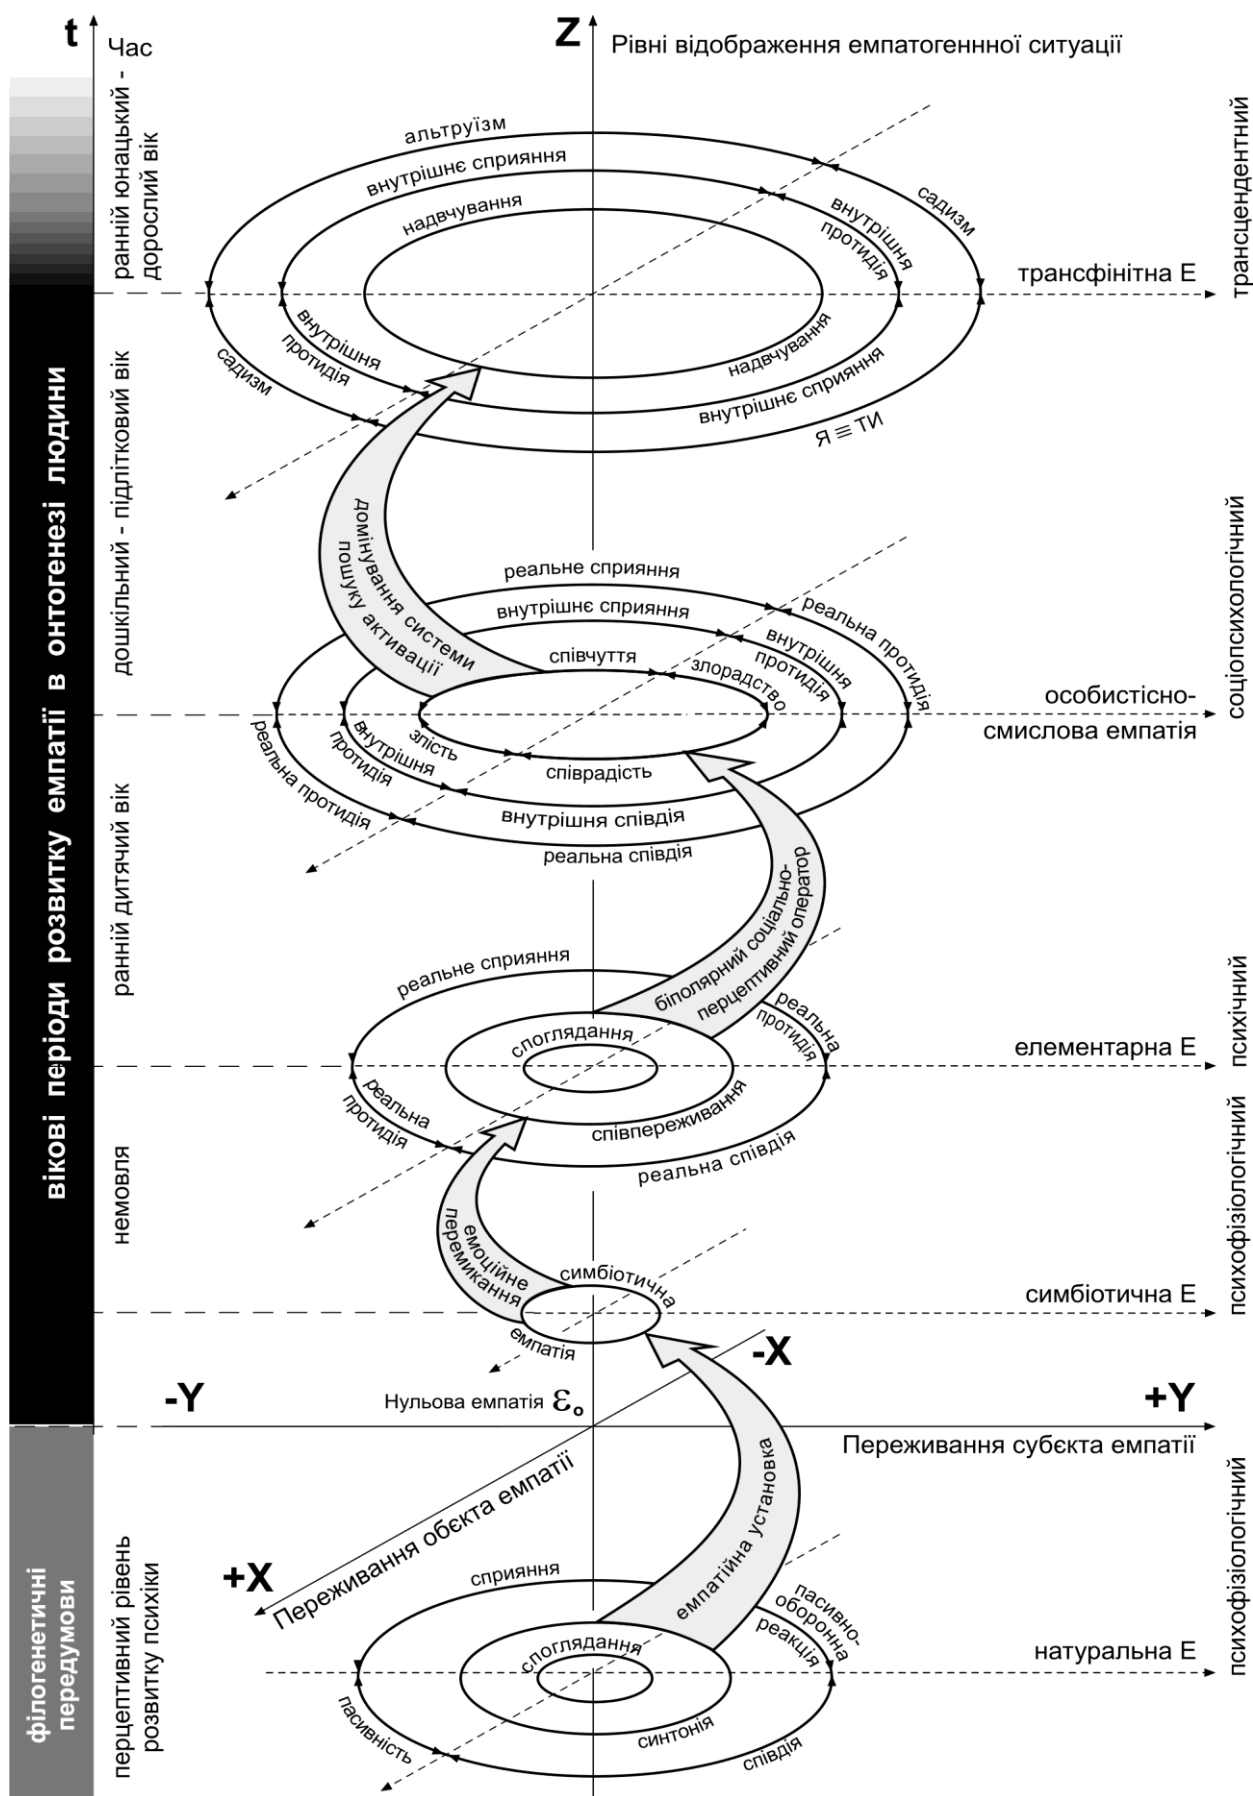 t
Час
Z
Рівні відображення емпатогеннної ситуації
ранній юнацький -
дорослий вік
трансцендентний
альтруїзм
внутрішнє сприяння
надвчування
садизм
внутрішня
протидія
трансфінітна Е
садизм
внутрішня
протидія
надвчування
внутрішнє сприяння
Я ≡ ТИ
вікові періоди розвитку емпатії в онтогенезі людини
дошкільний - підлітковий вік
домінування системи
пошуку активації
соціопсихологічний
реальне сприяння
внутрішнє сприяння
співчуття
злорадство
внутрішня
протидія
реальна протидія
особистісно-
смислова емпатія
злість
внутрішня
протидія
реальна протидія
співрадість
внутрішня співдія
реальна співдія
ранній дитячий вік
біполярний соціально-
перцептивний оператор
психічний
реальне сприяння
споглядання
реальна
протидія
елементарна Е
реальна
протидія
співпереживання
реальна співдія
немовля
емоційне
перемикання
психофізіологічний
симбіотична
емпатія
симбіотична Е
-X
Нульова емпатія ε₀
-Y
+Y
Переживання субєкта емпатії
Переживання обєкта емпатії
+X
емпатійна установка
філогенетичні
передумови
перцептивний рівень
розвитку психіки
психофізіологічний
сприяння
споглядання
пасивно-
оборонна
реакція
натуральна Е
пасивність
синтонія
співдія